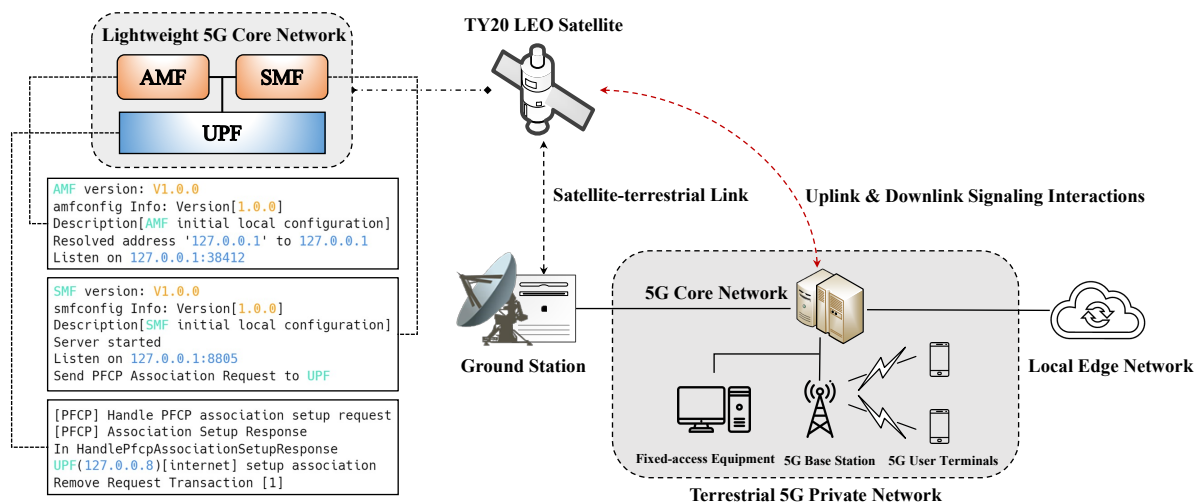 Lightweight 5G Core Network
AMF
SMF
UPF
AMF version: V1.0.0
amfconfig Info: Version[1.0.0]
Description[AMF initial local configuration]
Resolved address '127.0.0.1' to 127.0.0.1
Listen on 127.0.0.1:38412
SMF version: V1.0.0
smfconfig Info: Version[1.0.0]
Description[SMF initial local configuration]
Server started
Listen on 127.0.0.1:8805
Send PFCP Association Request to UPF
[PFCP] Handle PFCP association setup request
[PFCP] Association Setup Response
In HandlePfcpAssociationSetupResponse
UPF(127.0.0.8)[internet] setup association
Remove Request Transaction [1]
TY20 LEO Satellite
Satellite-terrestrial Link
Uplink & Downlink Signaling Interactions
Ground Station
5G Core Network
Local Edge Network
Fixed-access Equipment
5G Base Station
5G User Terminals
Terrestrial 5G Private Network